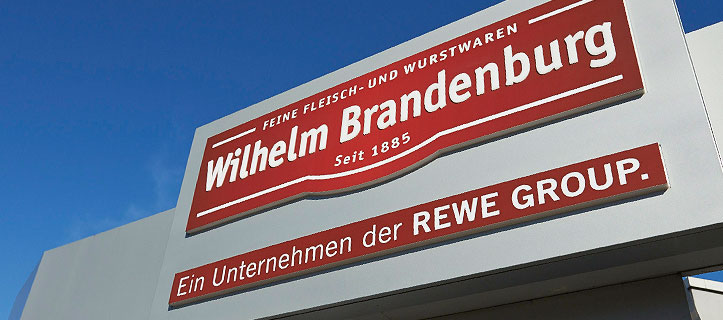 FEINE FLEISCH- UND WURSTWAREN
Wilhelm Brandenburg
Seit 1885
Ein Unternehmen der REWE GROUP.